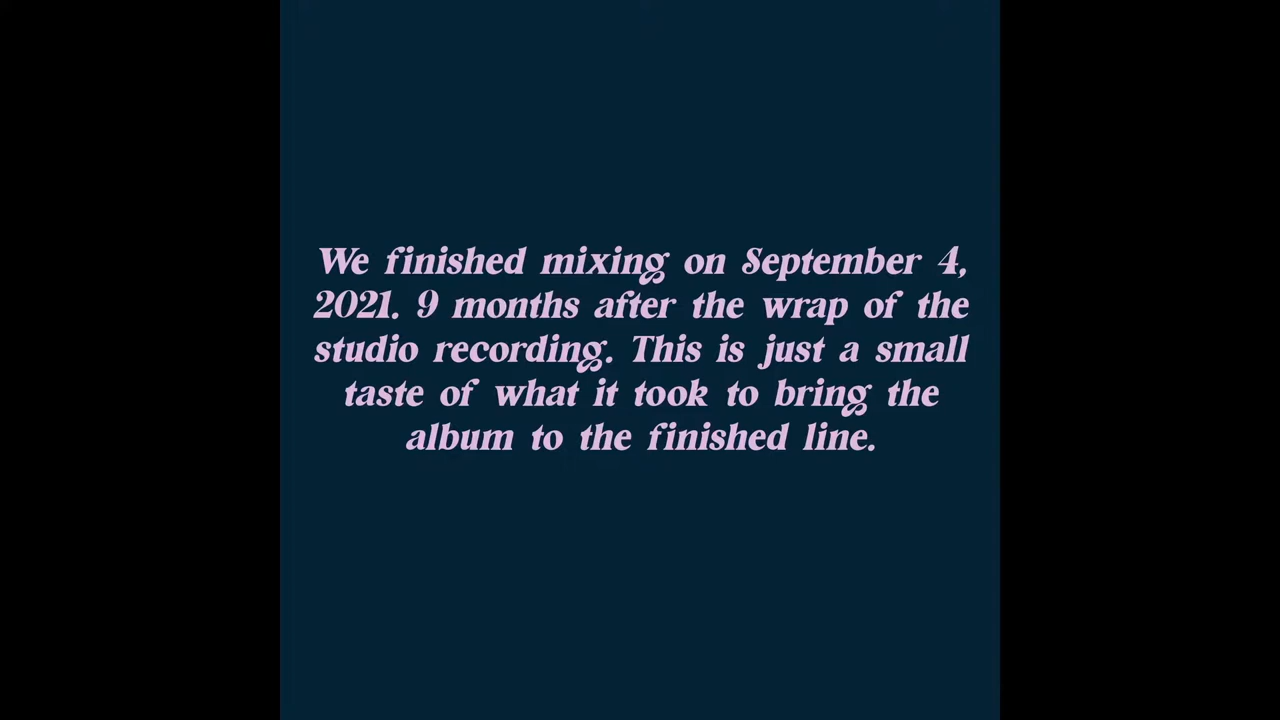 We finished mixing on September 4,
2021. 9 months after the wrap of the
studio recording. This is just a small
taste of what it took to bring the
album to the finished line.